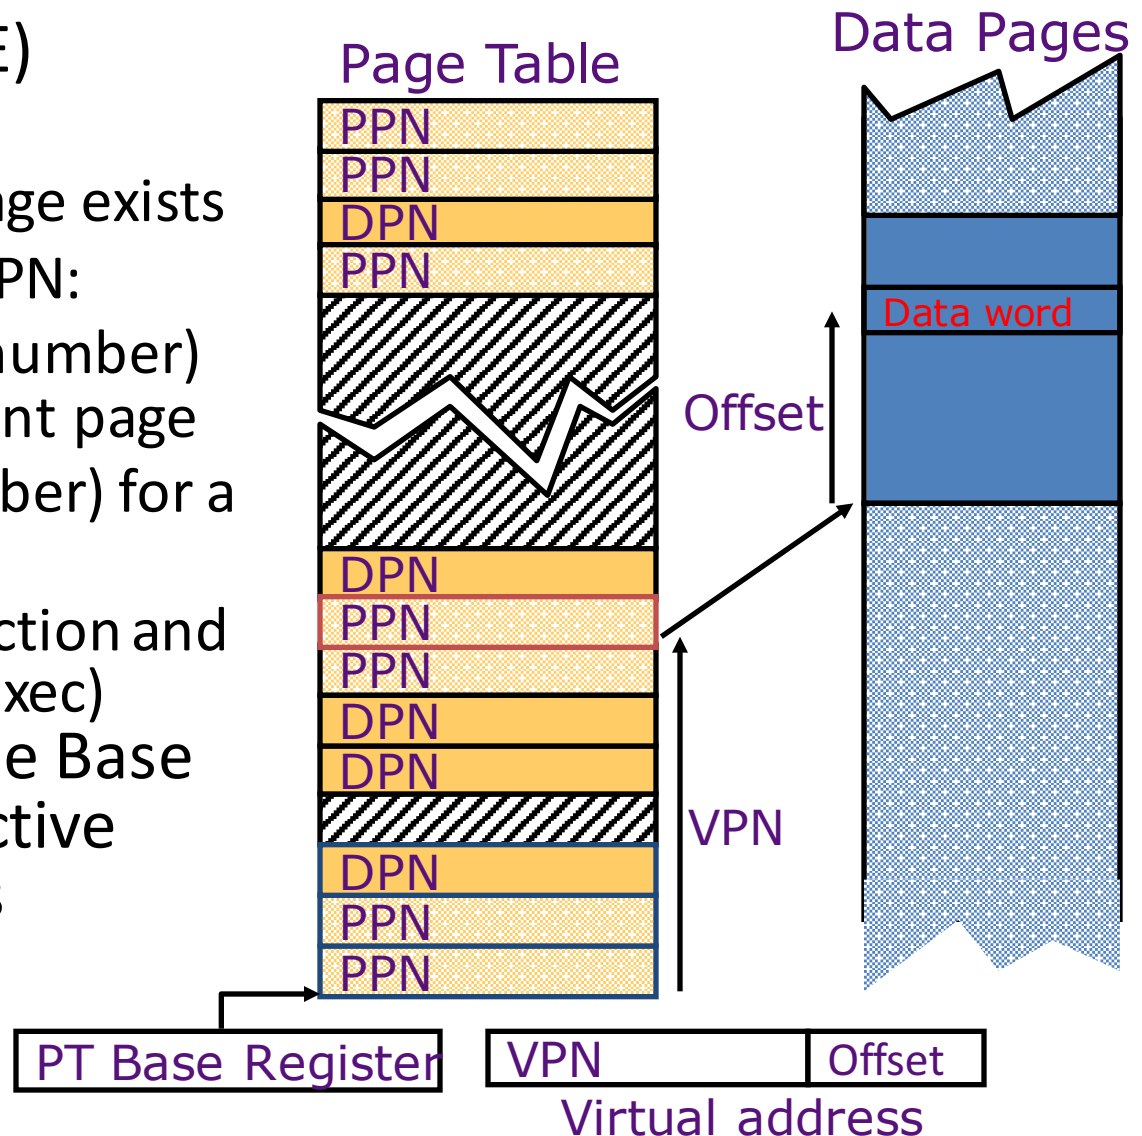 E)
age exists
PN:
number)
nt page
ber) for a
ction and
xec)
e Base
ctive
s
Page Table
PPN
PPN
DPN
PPN
DPN
PPN
PPN
DPN
DPN
DPN
PPN
PPN
Data Pages
Data word
Offset
VPN
PT Base Register
VPN Offset
Virtual address